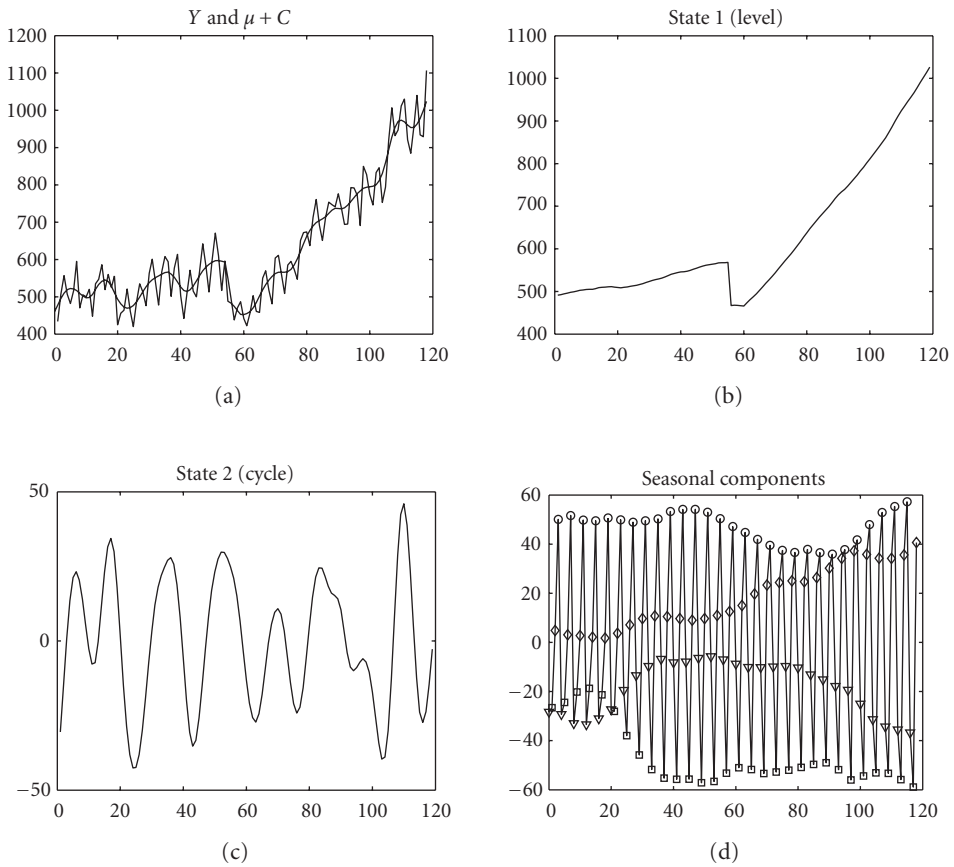 Y and μ + C
1200
1100
1000
900
800
700
600
500
400
0 20 40 60 80 100 120
(a)
State 1 (level)
1100
1000
900
800
700
600
500
400
0 20 40 60 80 100 120
(b)
State 2 (cycle)
50
0
−50
0 20 40 60 80 100 120
(c)
Seasonal components
60
40
20
0
−20
−40
−60
0 20 40 60 80 100 120
(d)